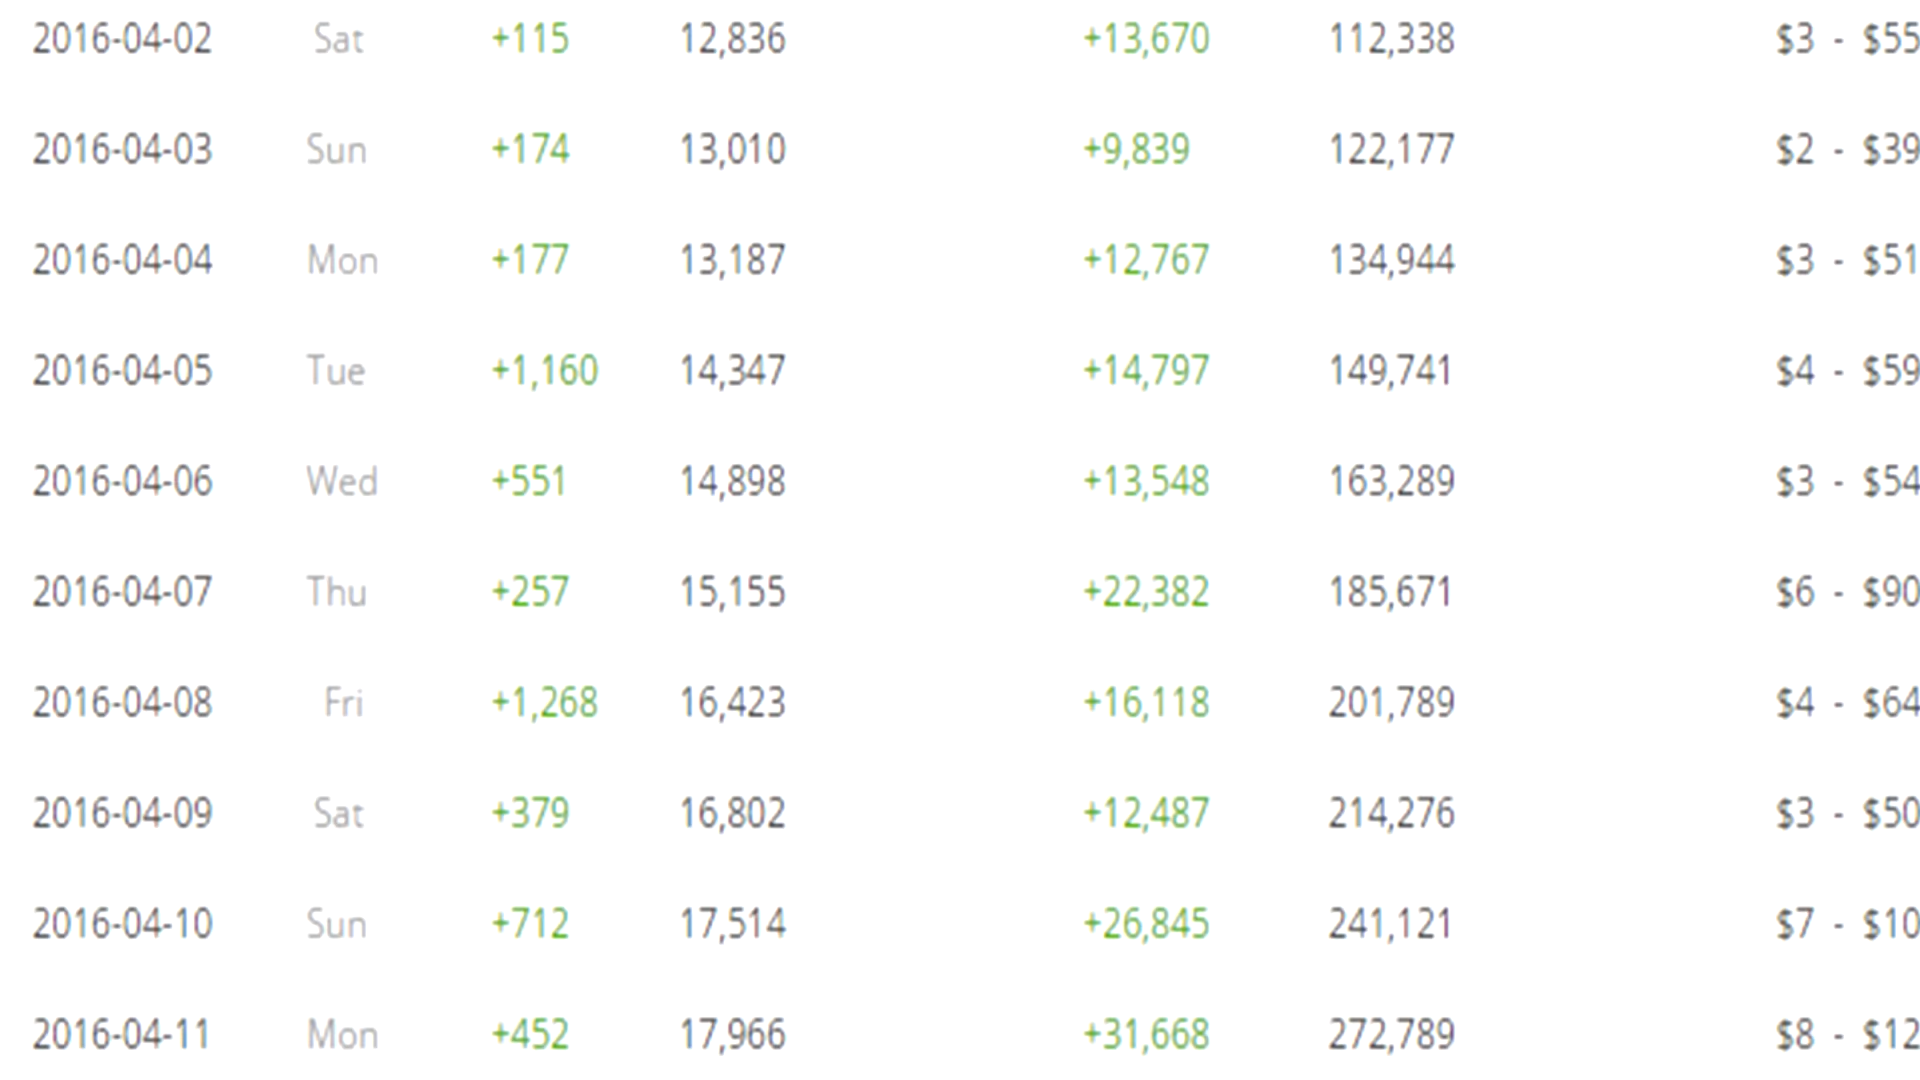 2016-04-02 Sat +115 12,836 +13,670 112,338 $3 - $55
2016-04-03 Sun +174 13,010 +9,839 122,177 $2 - $39
2016-04-04 Mon +177 13,187 +12,767 134,944 $3 - $51
2016-04-05 Tue +1,160 14,347 +14,797 149,741 $4 - $59
2016-04-06 Wed +551 14,898 +13,548 163,289 $3 - $54
2016-04-07 Thu +257 15,155 +22,382 185,671 $6 - $90
2016-04-08 Fri +1,268 16,423 +16,118 201,789 $4 - $64
2016-04-09 Sat +379 16,802 +12,487 214,276 $3 - $50
2016-04-10 Sun +712 17,514 +26,845 241,121 $7 - $10
2016-04-11 Mon +452 17,966 +31,668 272,789 $8 - $12